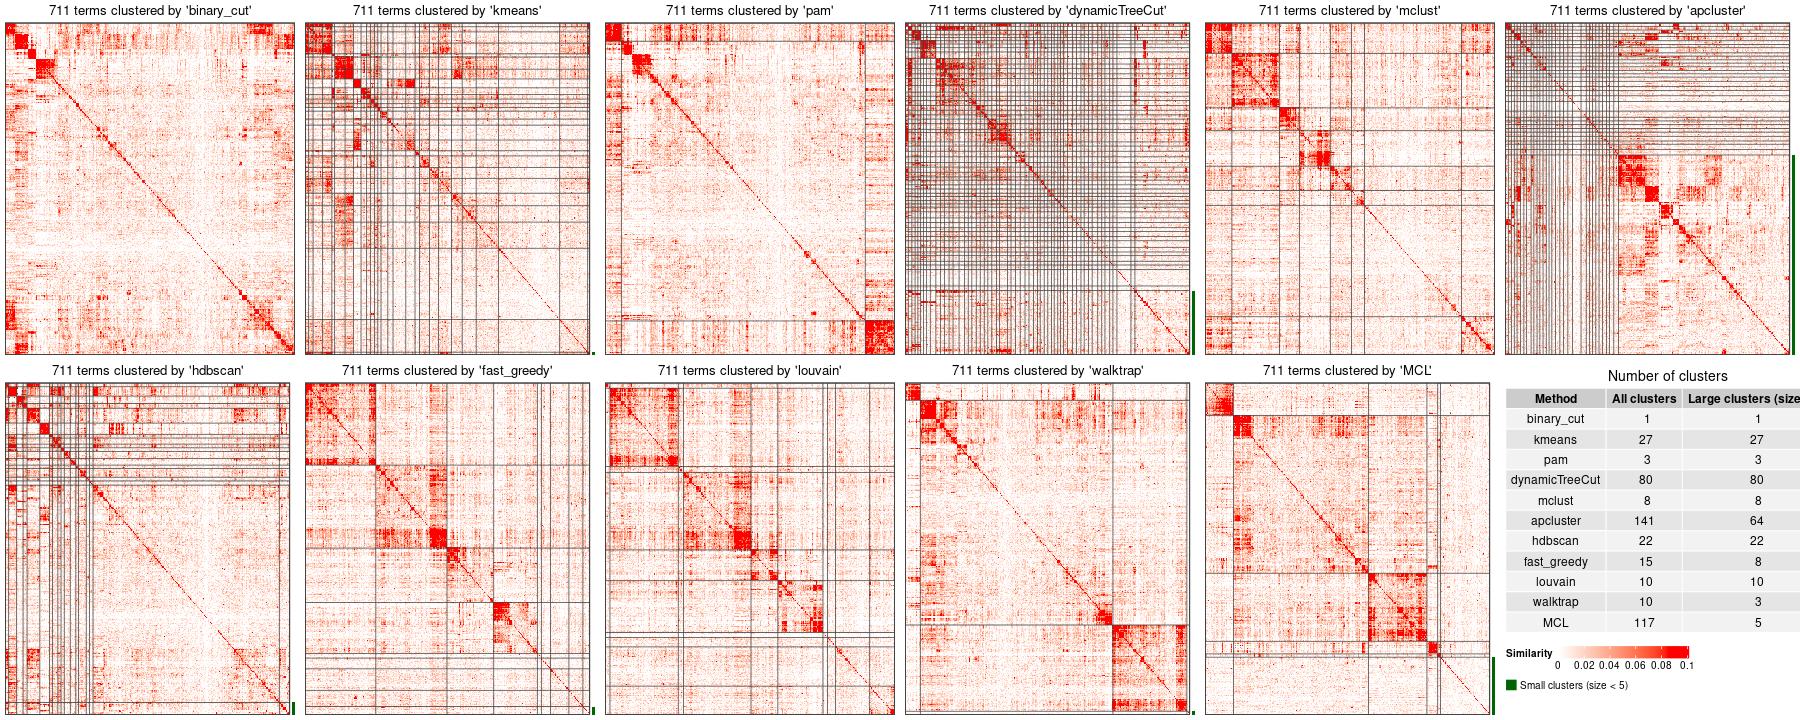 711 terms clustered by 'binary_cut'
711 terms clustered by 'kmeans'
711 terms clustered by 'pam'
711 terms clustered by 'dynamicTreeCut'
711 terms clustered by 'mclust'
711 terms clustered by 'apcluster'
711 terms clustered by 'hdbscan'
711 terms clustered by 'fast_greedy'
711 terms clustered by 'louvain'
711 terms clustered by 'walktrap'
711 terms clustered by 'MCL'
Number of clusters
Method All clusters Large clusters (size
binary_cut 1 1
kmeans 27 27
pam 3 3
dynamicTreeCut 80 80
mclust 8 8
apcluster 141 64
hdbscan 22 22
fast_greedy 15 8
louvain 10 10
walktrap 10 3
MCL 117 5
Similarity
0 0.02 0.04 0.06 0.08 0.1
Small clusters (size < 5)